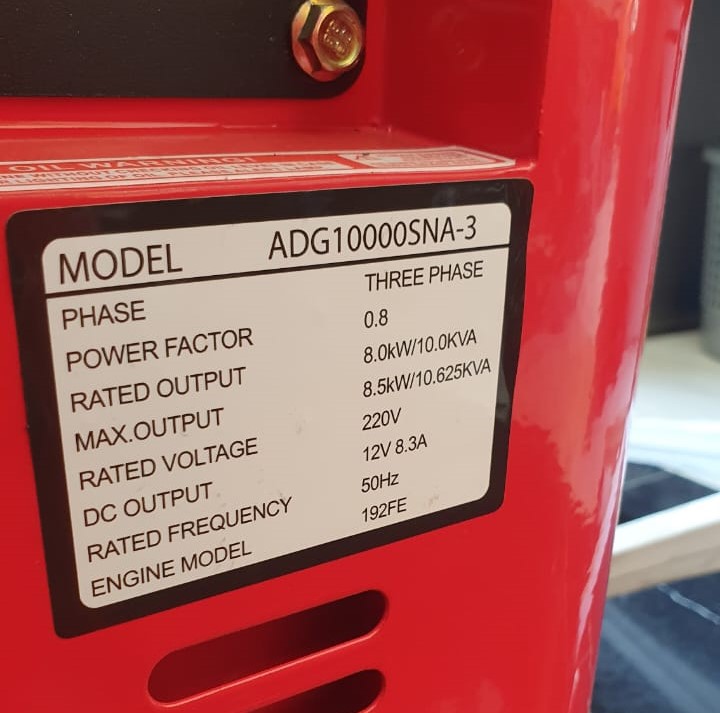 OIL WARNING!
MODEL ADG10000SNA-3
PHASE THREE PHASE
POWER FACTOR 0.8
RATED OUTPUT 8.0kW/10.0KVA
MAX.OUTPUT 8.5kW/10.625KVA
RATED VOLTAGE 220V
DC OUTPUT 12V 8.3A
RATED FREQUENCY 50Hz
ENGINE MODEL 192FE